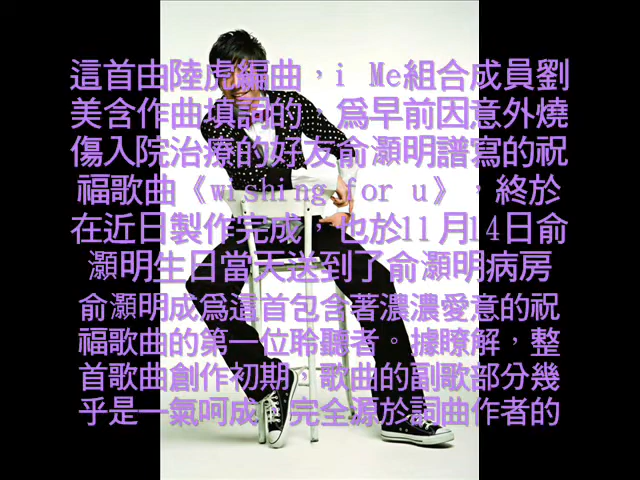 這首由陸虎編曲，i Me組合成員劉
美含作曲填詞的，爲早前因意外燒
傷入院治療的好友俞灝明譜寫的祝
福歌曲《wishing for u》，終於
在近日製作完成，也於11月14日俞
灝明生日當天送到了俞灝明病房
俞灝明成爲這首包含著濃濃愛意的祝
福歌曲的第一位聆聽者。據瞭解，整
首歌曲創作初期，歌曲的副歌部分幾
乎是一氣呵成，完全源於詞曲作者的